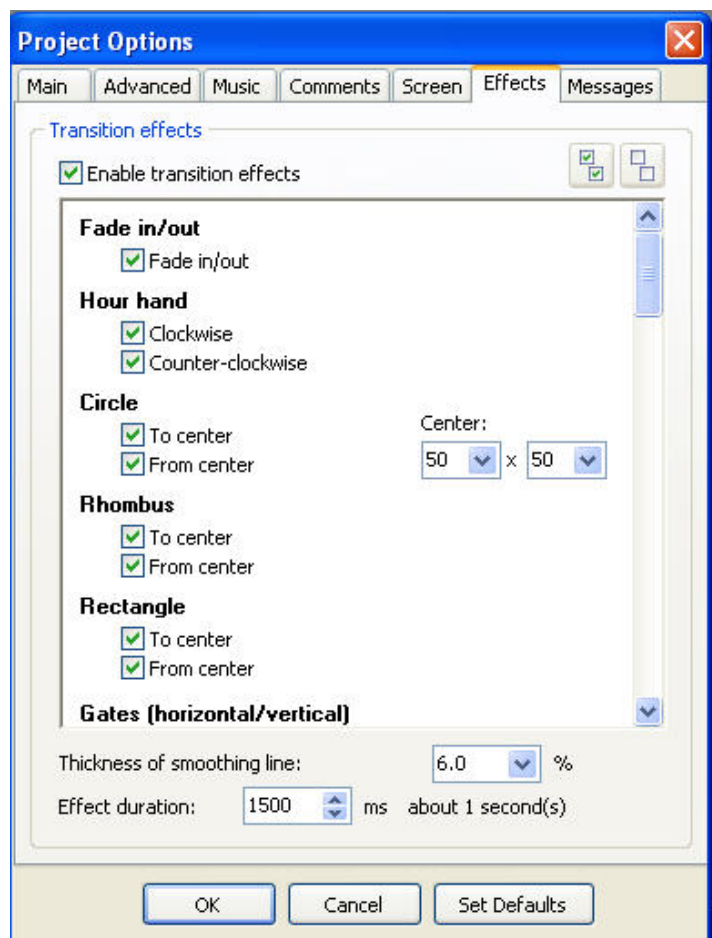 Project Options
Main Advanced Music Comments Screen Effects Messages
Transition effects
Enable transition effects
Fade in/out
Fade in/out
Hour hand
Clockwise
Counter-clockwise
Circle
To center
From center
Center:
50 x 50
Rhombus
To center
From center
Rectangle
To center
From center
Gates (horizontal/vertical)
Thickness of smoothing line: 6.0 %
Effect duration: 1500 ms about 1 second(s)
OK Cancel Set Defaults